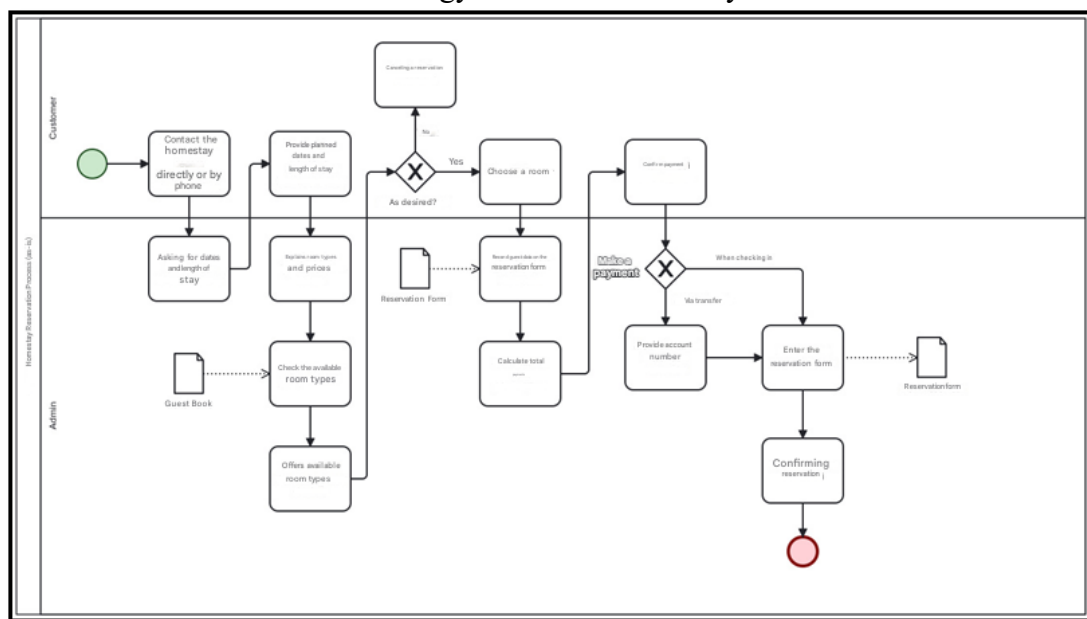 Homestay Reservation Process (as-is)
Customer
Admin
Contact the
homestay
directly or by
phone
Asking for dates
and length of
stay
Provide planned
dates and
length of stay
Explains room types
and prices
Check the available
room types
Guest Book
Offers available
room types
As desired?
No
Canceling a reservation
Yes
Choose a room
Record guest data on the
reservation form
Reservation Form
Calculate total
Confirm payment
Make a
payment
When checking in
Via transfer
Provide account
number
Enter the
reservation form
Reservation form
Confirming
reservation